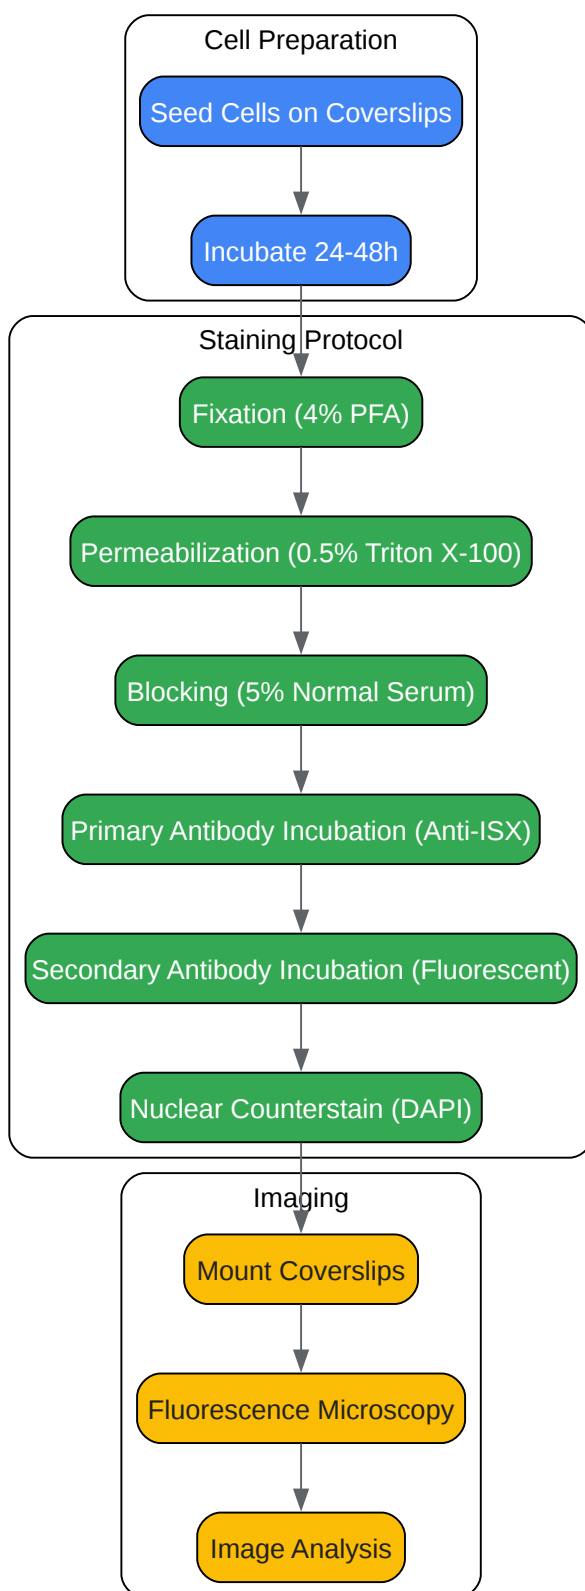 Cell Preparation
Seed Cells on Coverslips
Incubate 24-48h
Staining Protocol
Fixation (4% PFA)
Permeabilization (0.5% Triton X-100)
Blocking (5% Normal Serum)
Primary Antibody Incubation (Anti-ISX)
Secondary Antibody Incubation (Fluorescent)
Nuclear Counterstain (DAPI)
Imaging
Mount Coverslips
Fluorescence Microscopy
Image Analysis